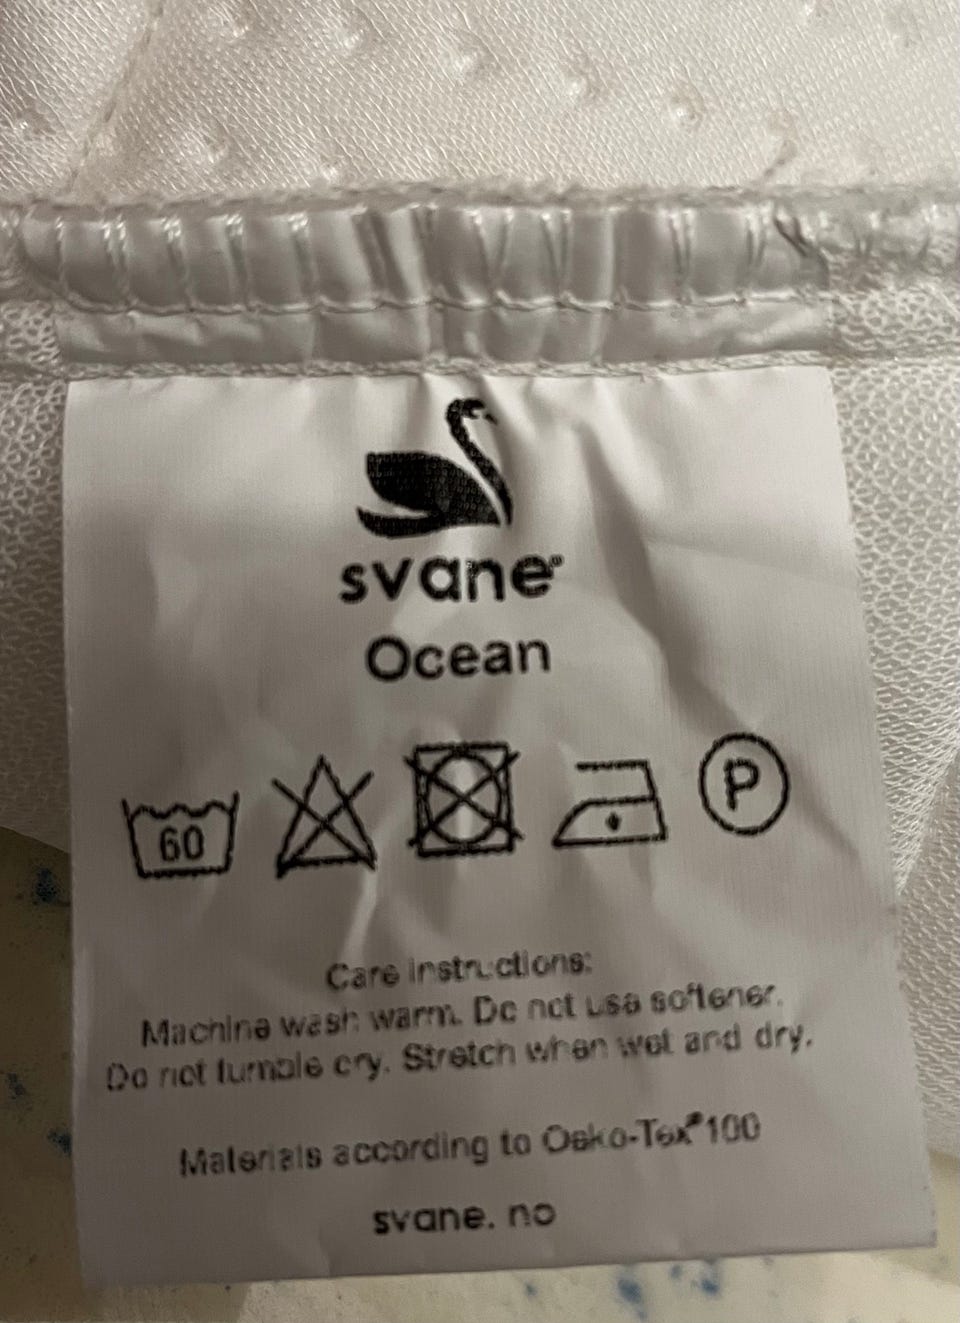 svane®
Ocean
60
P
Care instructions:
Machine wash warm. Do not use softener.
Do not tumble dry. Stretch when wet and dry.
Materials according to Oeko-Tex® 100
svane. no